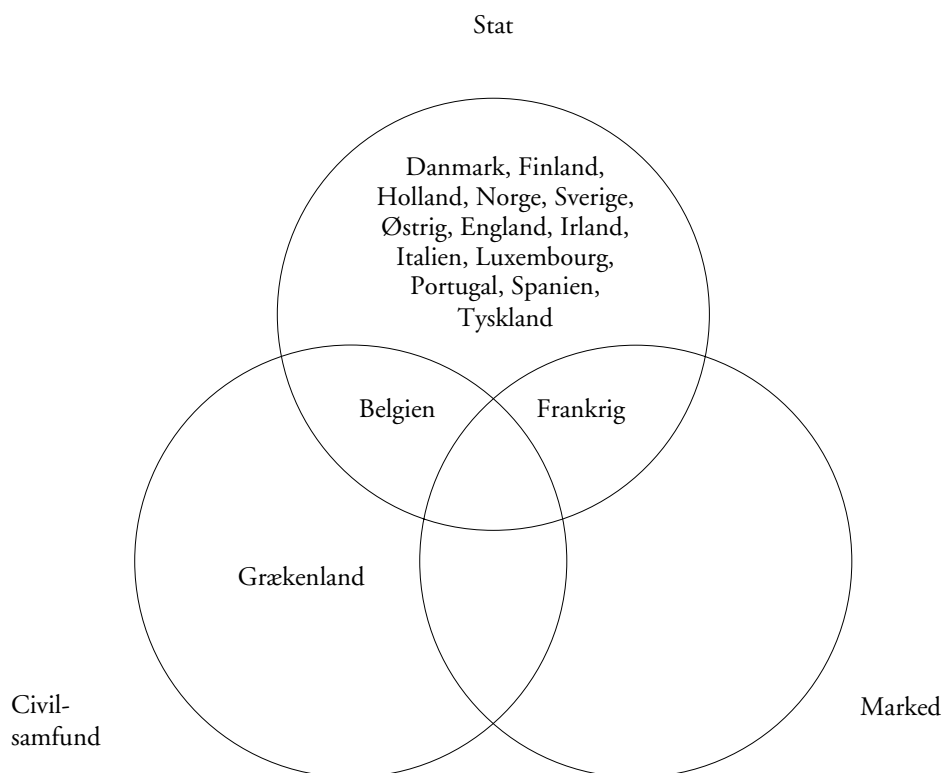 Stat
Danmark, Finland,
Holland, Norge, Sverige,
Østrig, England, Irland,
Italien, Luxembourg,
Portugal, Spanien,
Tyskland
Belgien
Frankrig
Grækenland
Civil-
samfund
Marked